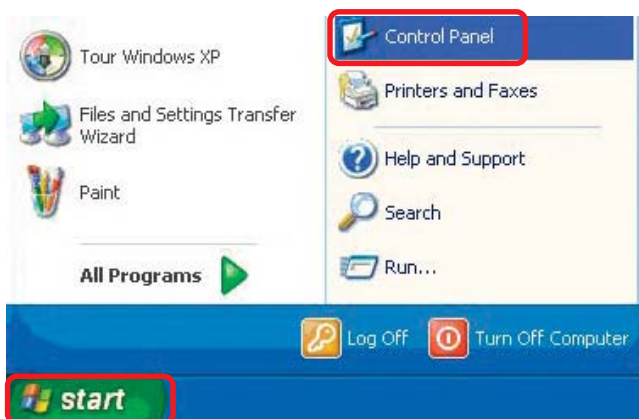 Tour Windows XP
Files and Settings Transfer
Wizard
Paint
All Programs
Control Panel
Printers and Faxes
Help and Support
Search
Run...
Log Off
Turn Off Computer
start